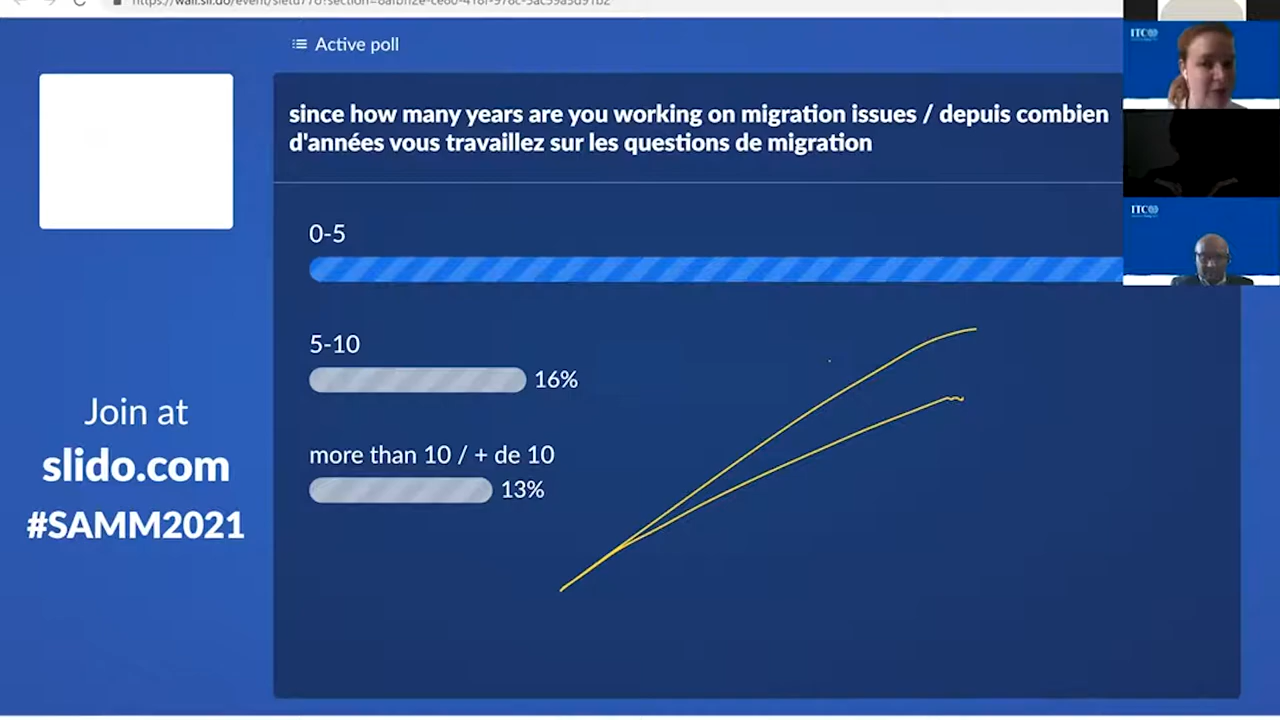 Active poll
since how many years are you working on migration issues / depuis combien
d'années vous travaillez sur les questions de migration
0-5
5-10
16%
more than 10 / + de 10
13%
Join at
slido.com
#SAMM2021
ITC
ITC